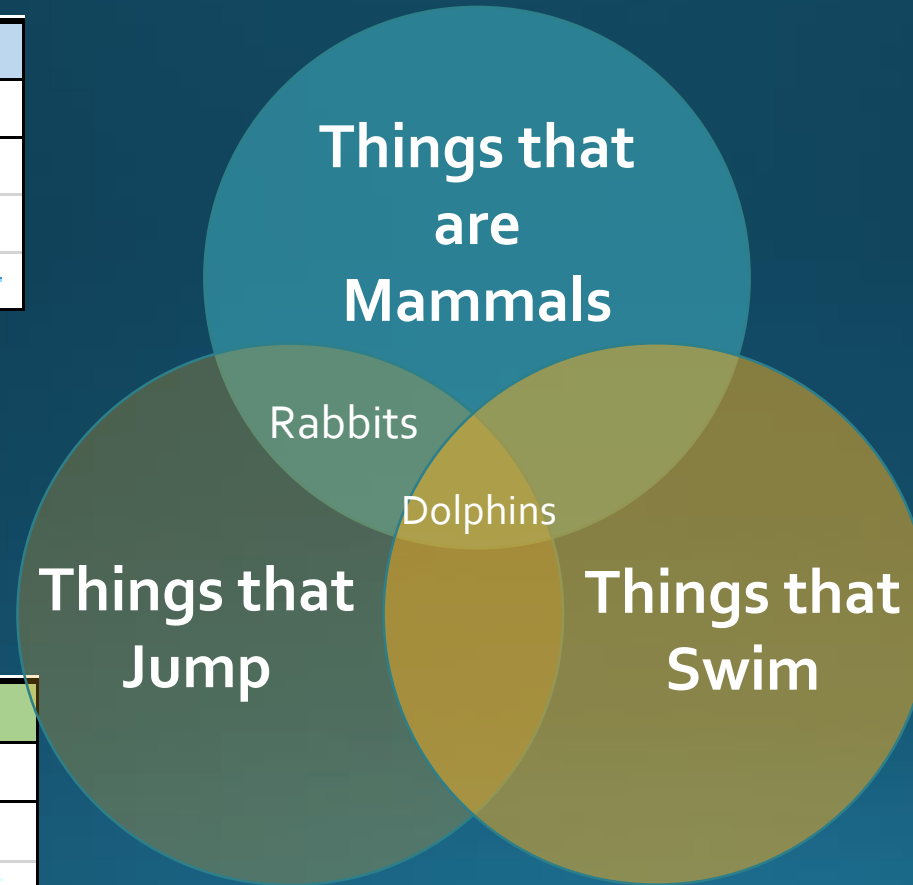 Things that
are
Mammals
Rabbits
Dolphins
Things that
Jump
Things that
Swim